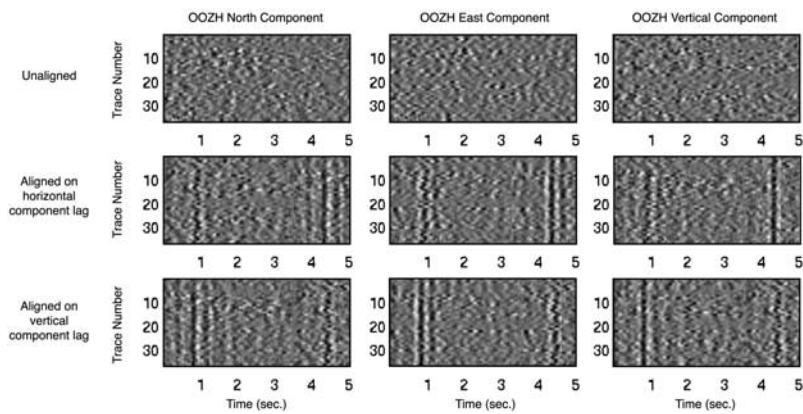 OOZH North Component
OOZH East Component
OOZH Vertical Component
Unaligned
Trace Number
10
20
30
10
20
30
10
20
30
1 2 3 4 5
1 2 3 4 5
1 2 3 4 5
Aligned on
horizontal
component lag
Trace Number
10
20
30
10
20
30
10
20
30
1 2 3 4 5
1 2 3 4 5
1 2 3 4 5
Aligned on
vertical
component lag
Trace Number
10
20
30
10
20
30
10
20
30
1 2 3 4 5
1 2 3 4 5
1 2 3 4 5
Time (sec.)
Time (sec.)
Time (sec.)